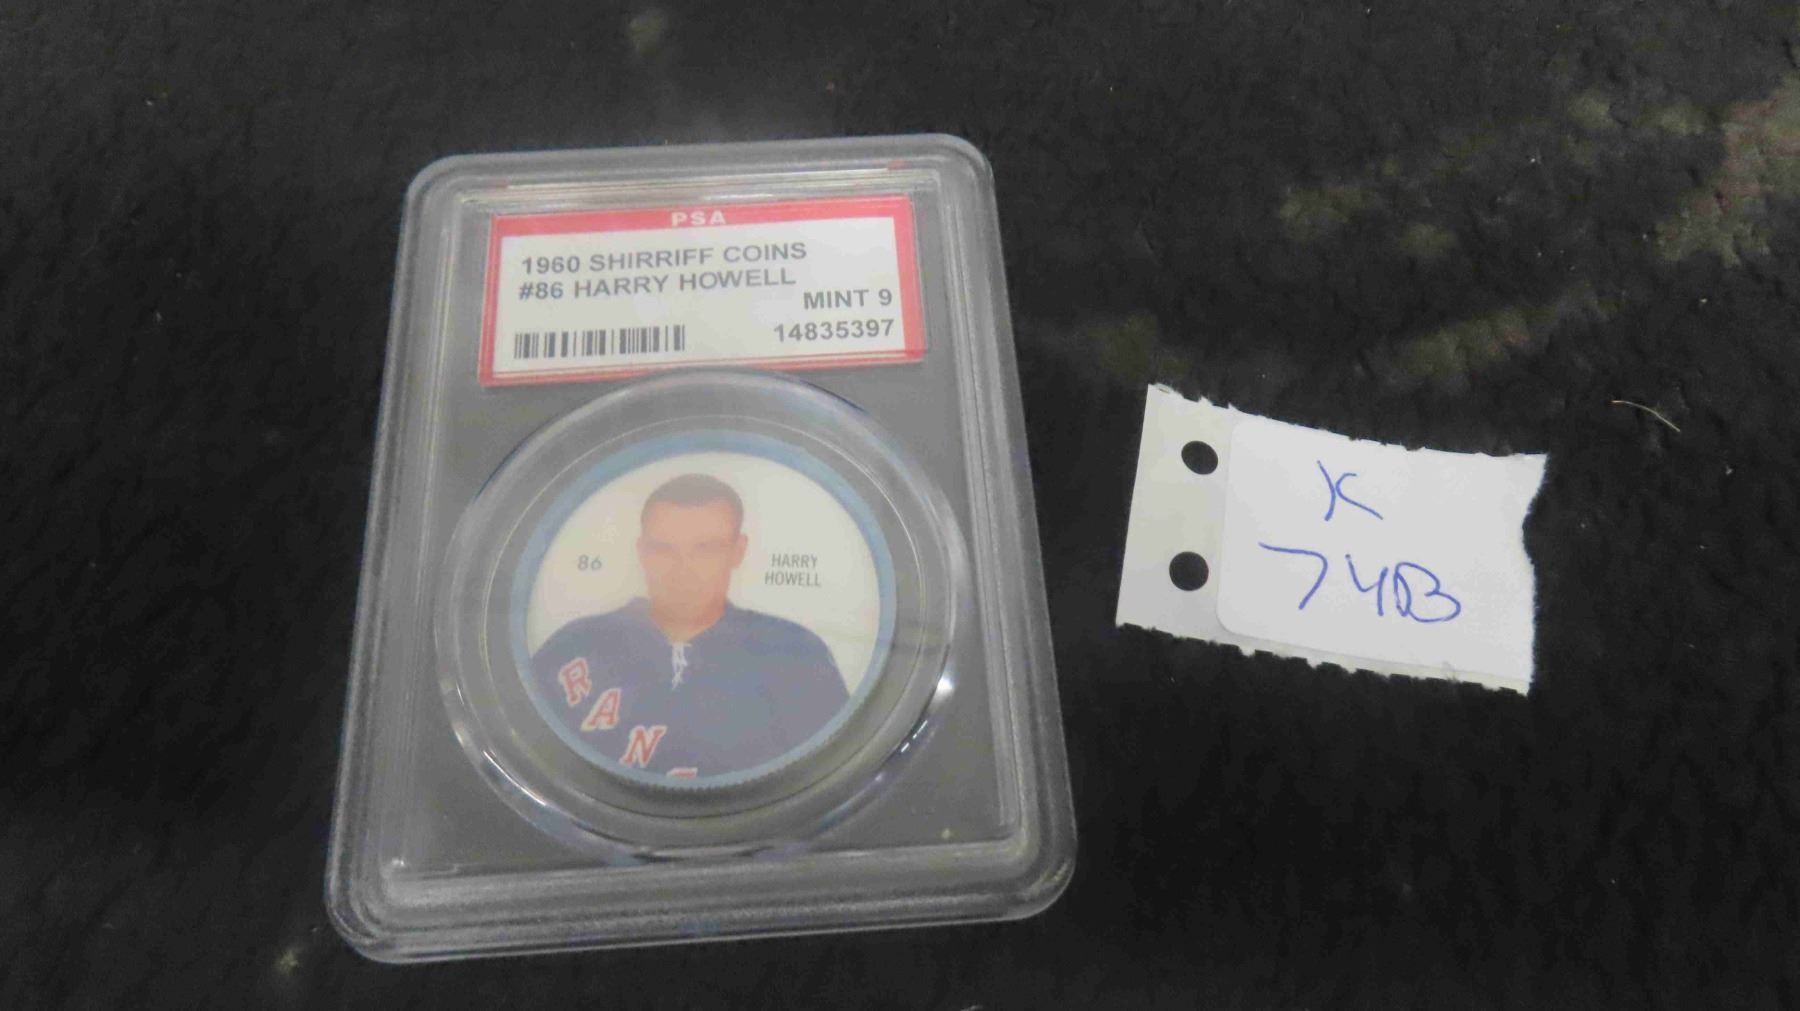 PSA
1960 SHIRRIFF COINS
#86 HARRY HOWELL
MINT 9
14835397
86
HARRY
HOWELL
RAN
K
74B